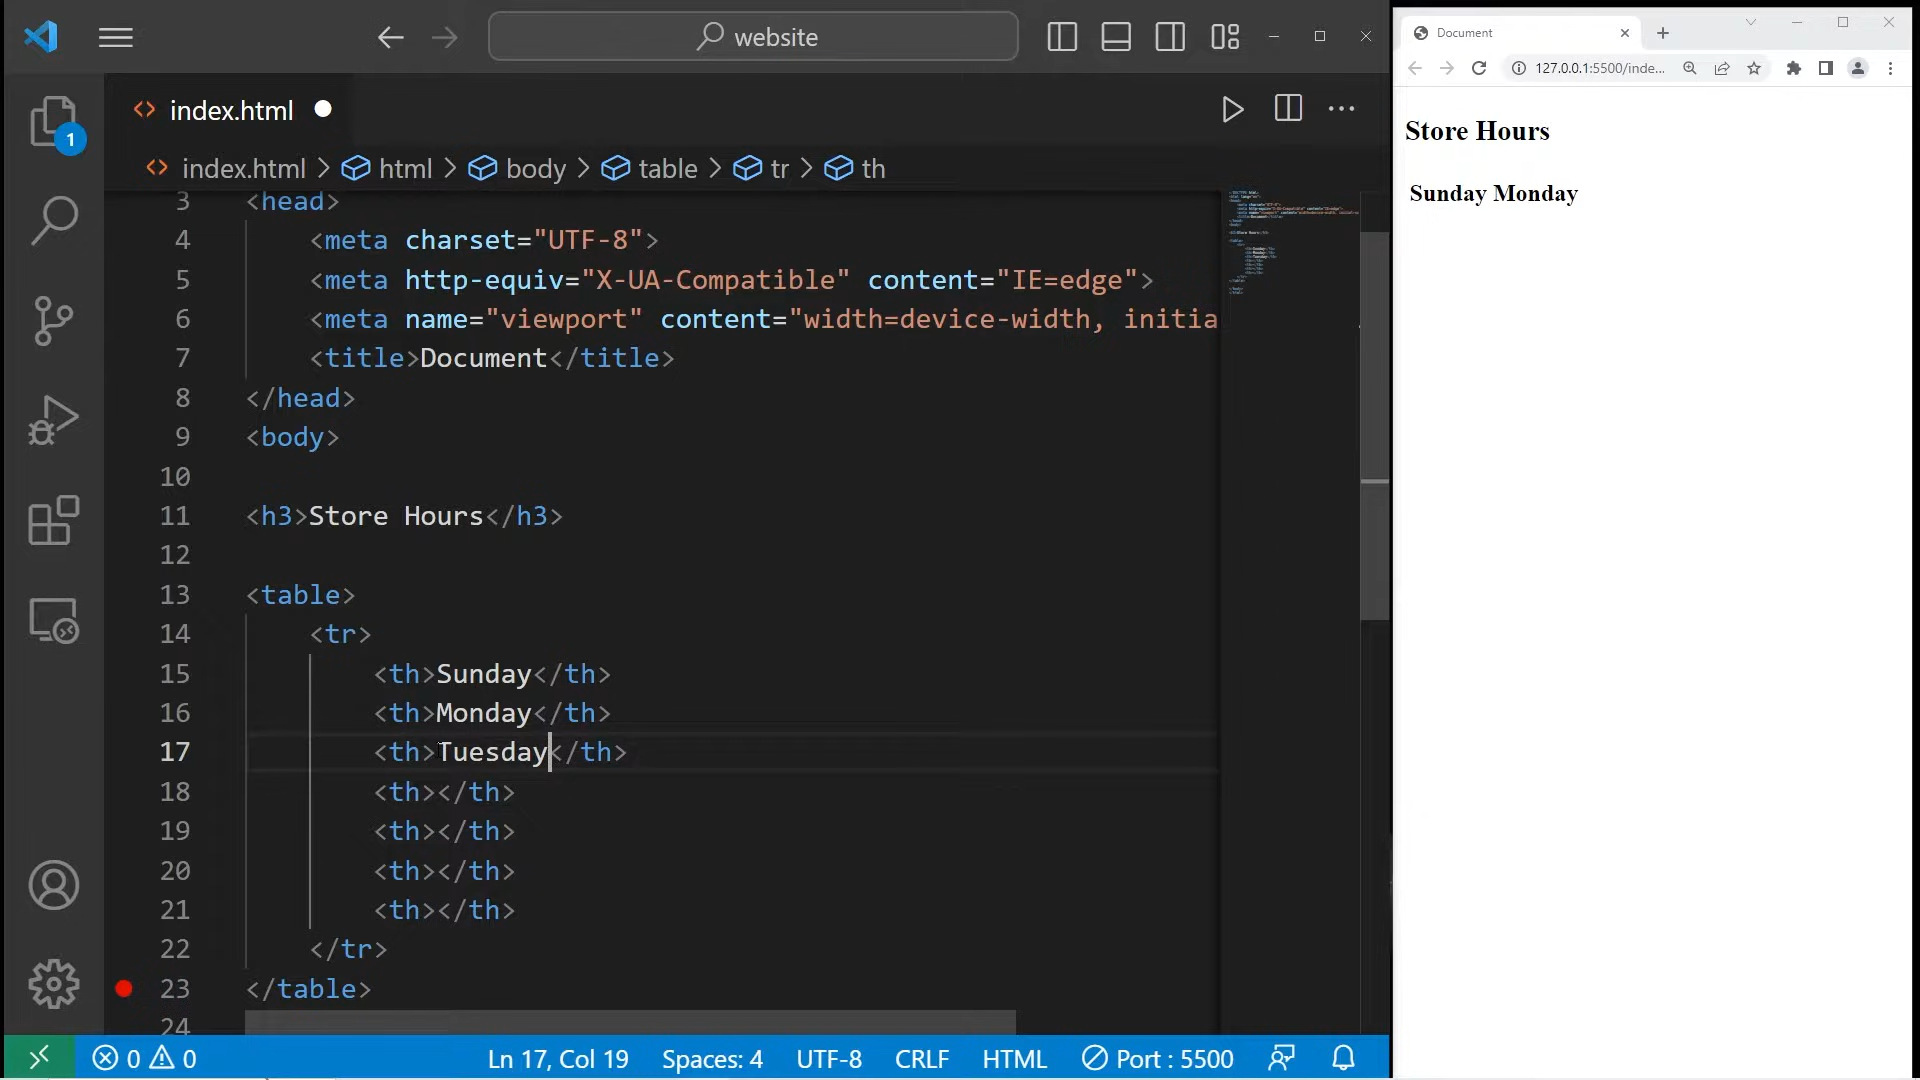 website
index.html
1
index.html > html > body > table > tr > th
3 <head>
4 <meta charset="UTF-8">
5 <meta http-equiv="X-UA-Compatible" content="IE=edge">
6 <meta name="viewport" content="width=device-width, initia
7 <title>Document</title>
8 </head>
9 <body>
10
11 <h3>Store Hours</h3>
12
13 <table>
14 <tr>
15 <th>Sunday</th>
16 <th>Monday</th>
17 <th>Tuesday</th>
18 <th></th>
19 <th></th>
20 <th></th>
21 <th></th>
22 </tr>
23 </table>
24
0 0 Ln 17, Col 19 Spaces: 4 UTF-8 CRLF HTML Port : 5500
Document
127.0.0.1:5500/inde...
Store Hours
Sunday Monday